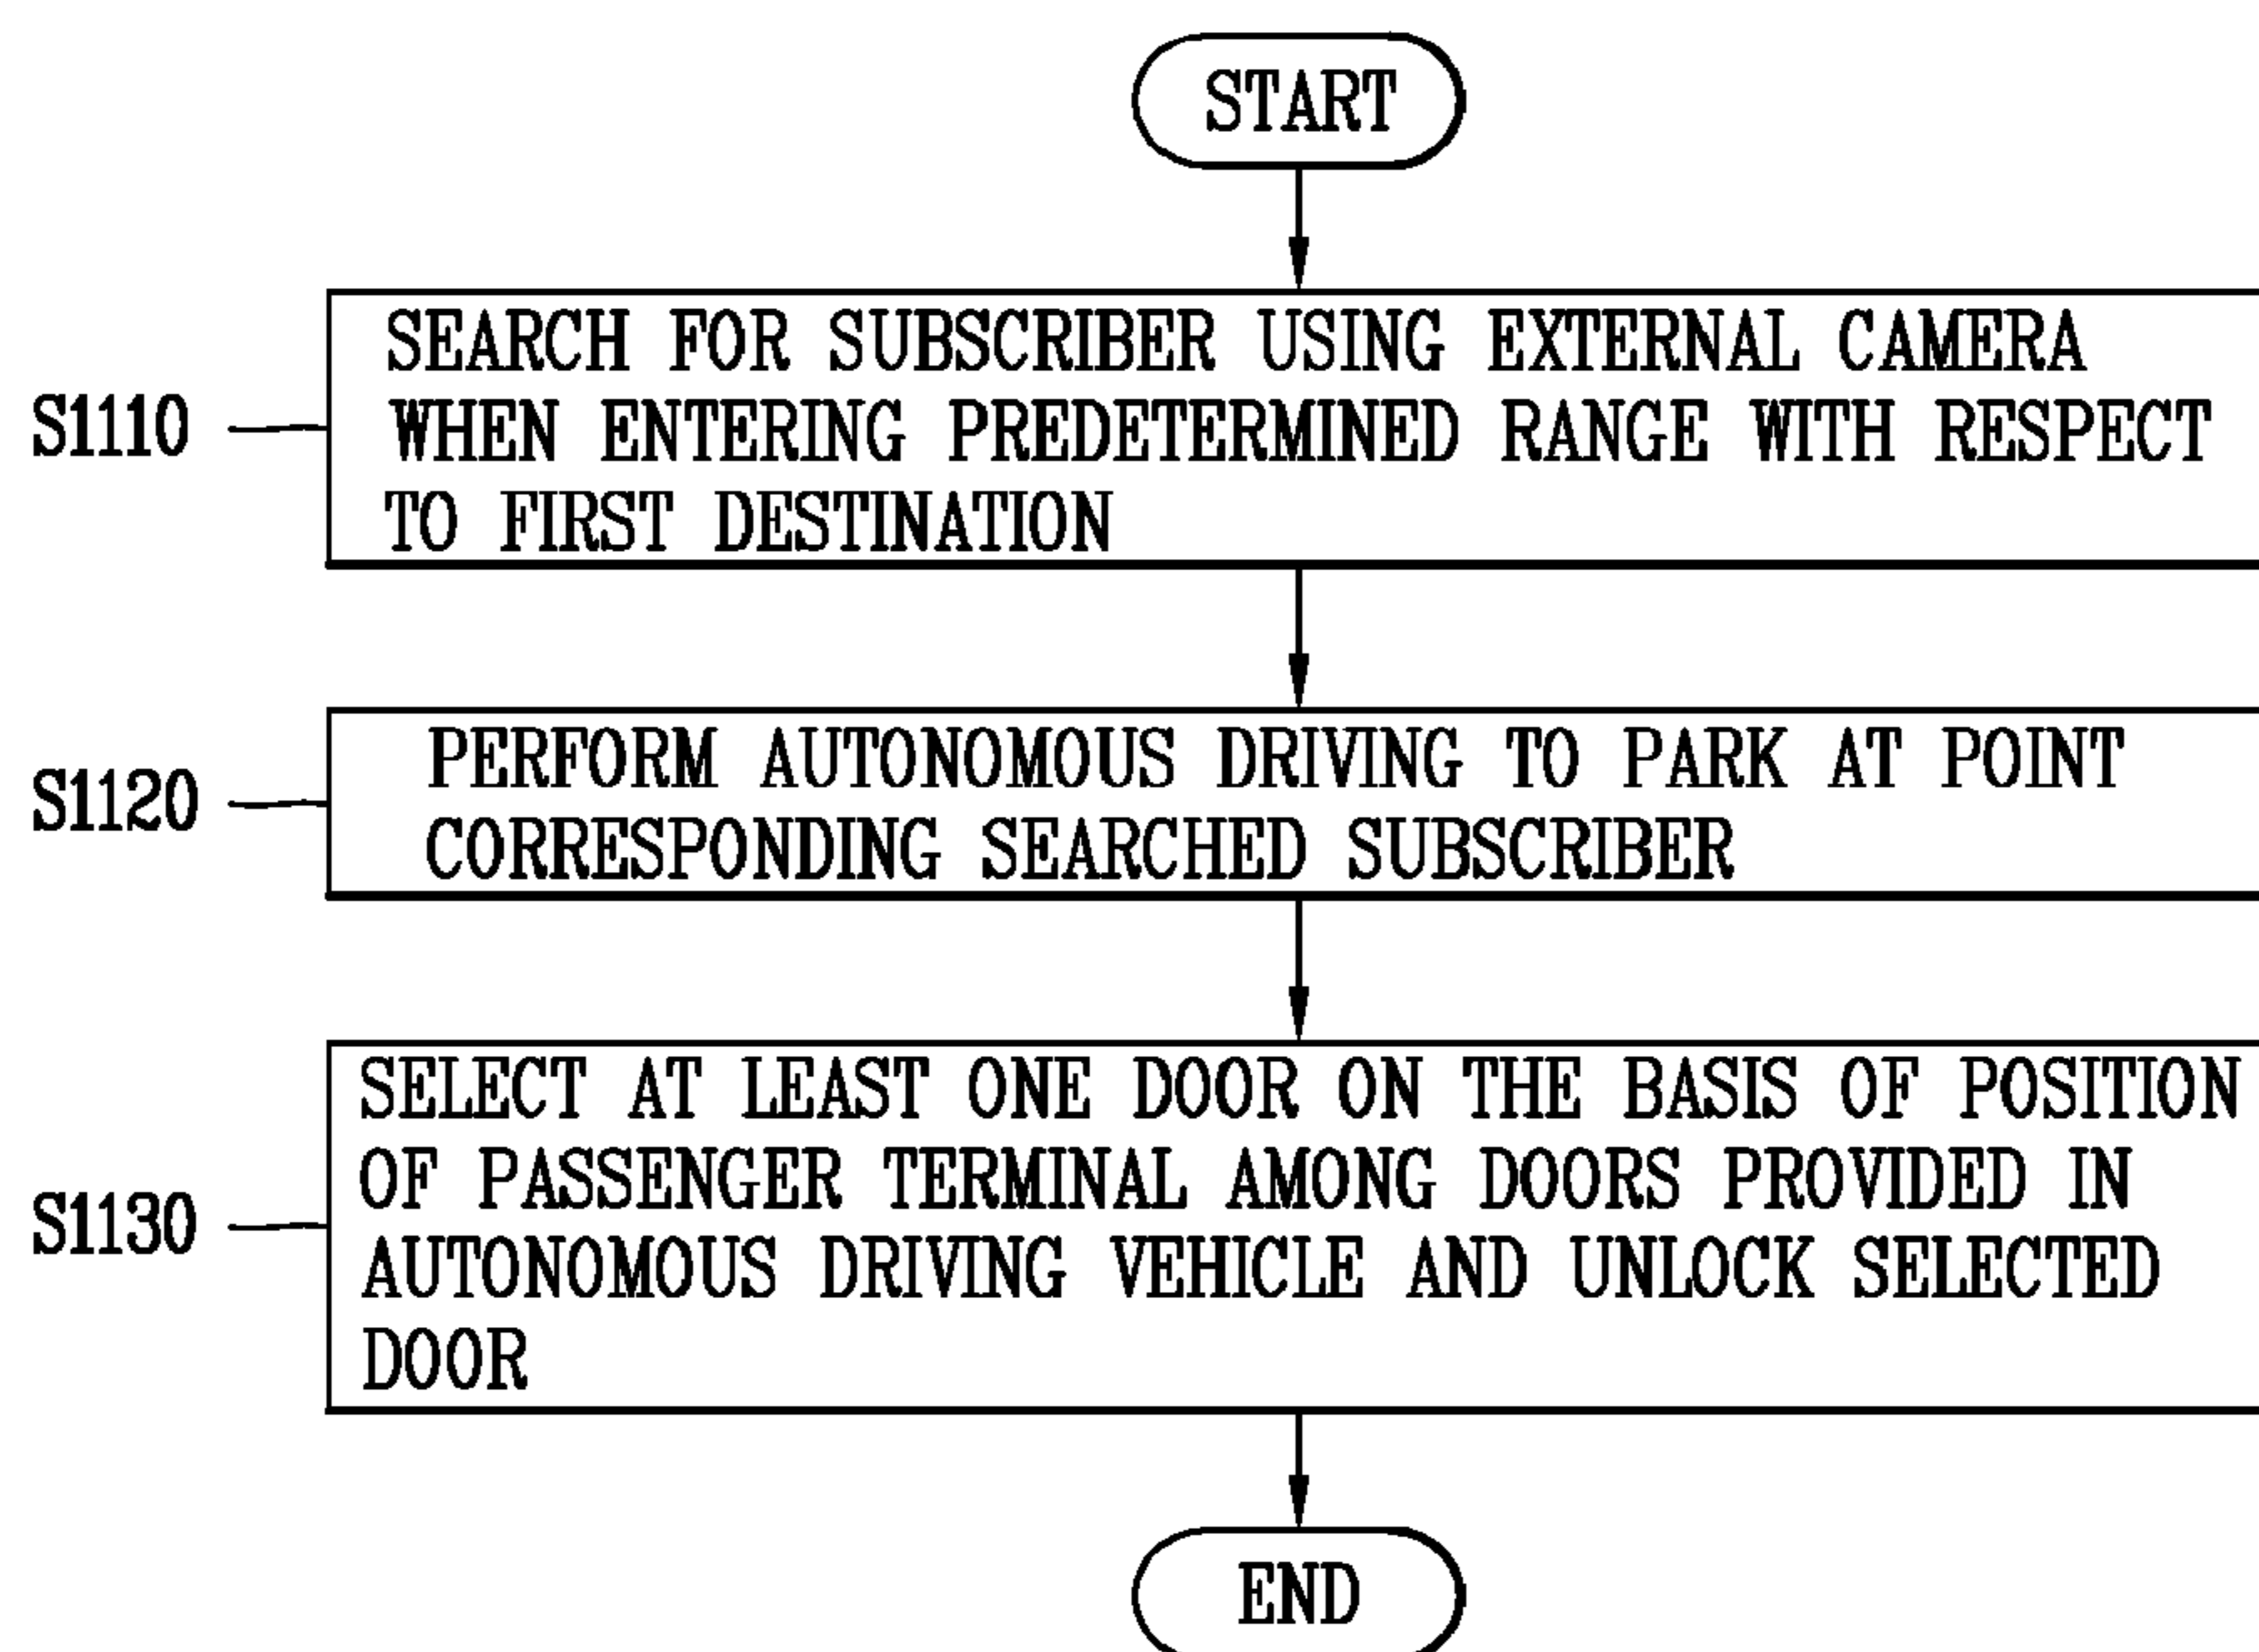 START
SEARCH FOR SUBSCRIBER USING EXTERNAL CAMERA
WHEN ENTERING PREDETERMINED RANGE WITH RESPECT
TO FIRST DESTINATION
S1110
PERFORM AUTONOMOUS DRIVING TO PARK AT POINT
CORRESPONDING SEARCHED SUBSCRIBER
S1120
SELECT AT LEAST ONE DOOR ON THE BASIS OF POSITION
OF PASSENGER TERMINAL AMONG DOORS PROVIDED IN
AUTONOMOUS DRIVING VEHICLE AND UNLOCK SELECTED
DOOR
S1130
END